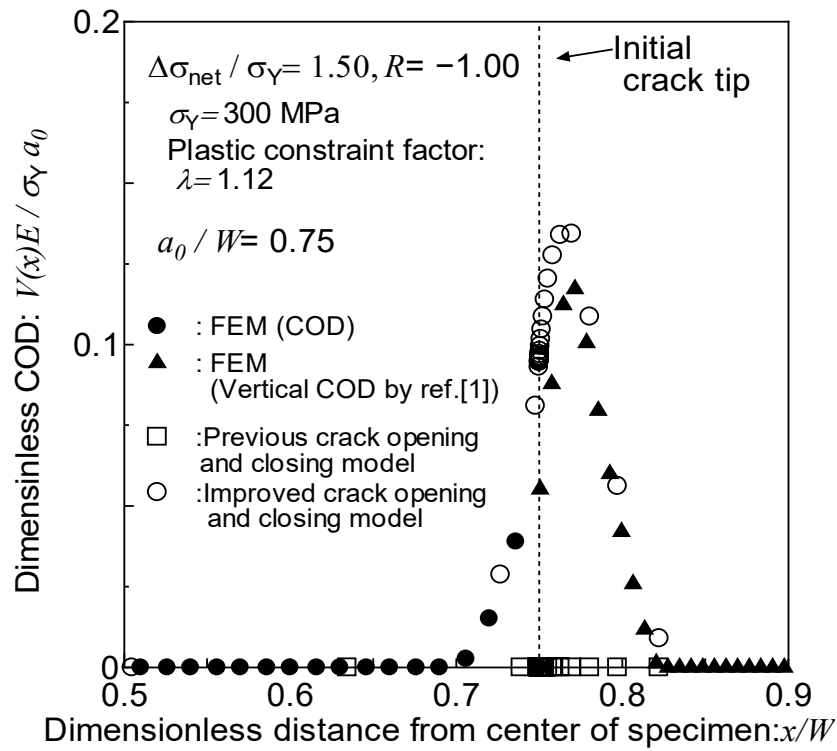 0.2
Δσnet / σY= 1.50, R= −1.00
σY= 300 MPa
Plastic constraint factor:
λ= 1.12
a0 / W= 0.75
Initial
crack tip
: FEM (COD)
: FEM
(Vertical COD by ref.[1])
:Previous crack opening
and closing model
:Improved crack opening
and closing model
0.1
0
Dimensinless COD: V(x)E / σY a0
0.5 0.6 0.7 0.8 0.9
Dimensionless distance from center of specimen:x/W